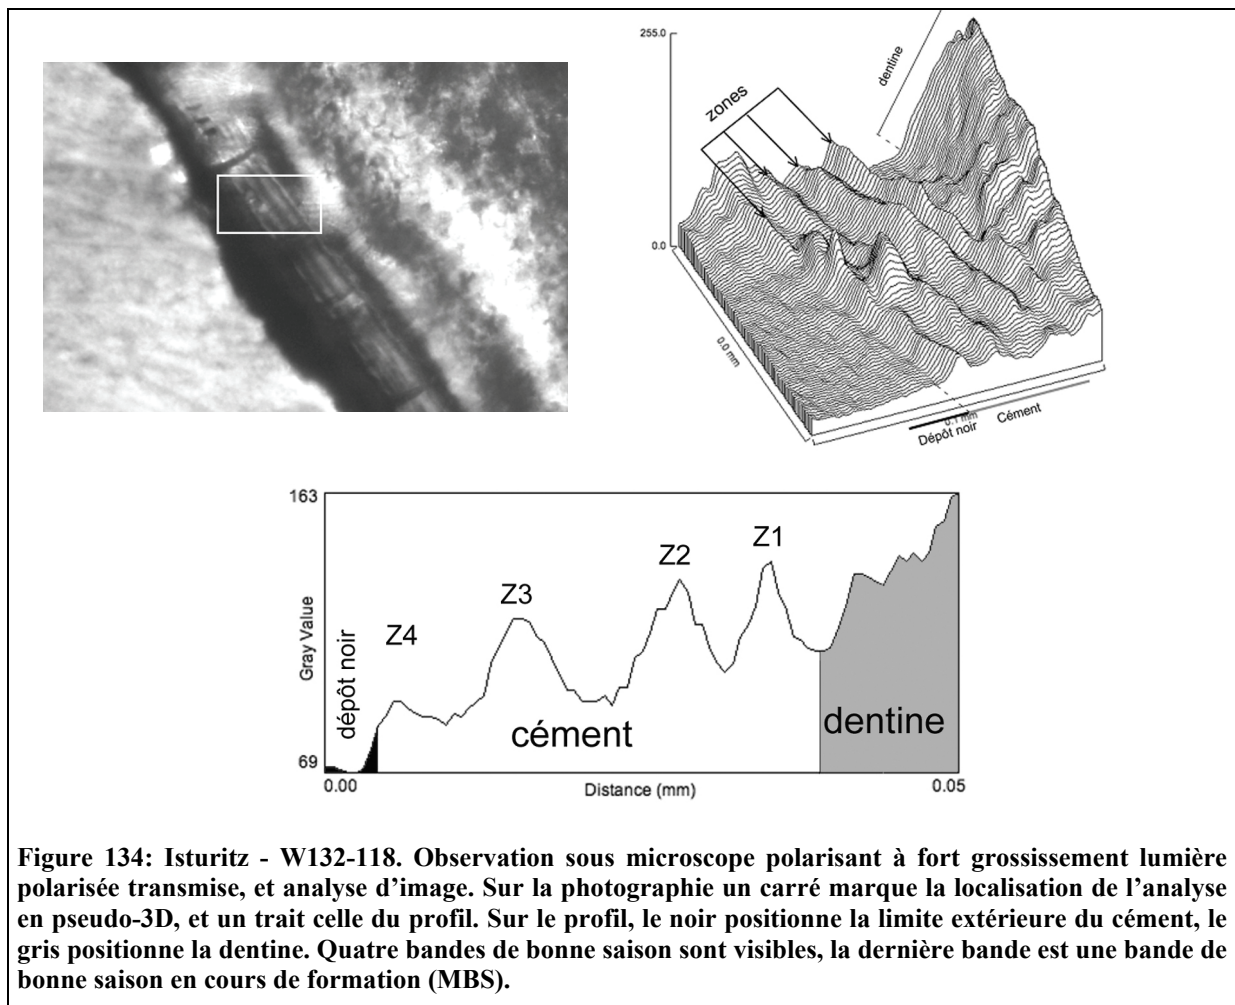 255.0
dentine
zones
0.0
0.0 mm
0.1 mm
Dépôt noir
Cément
163
Z1
Z2
Z3
Z4
Gray Value
dépôt noir
cément
dentine
69
0.00
Distance (mm)
0.05
Figure 134: Isturitz - W132-118. Observation sous microscope polarisant à fort grossissement lumière
polarisée transmise, et analyse d’image. Sur la photographie un carré marque la localisation de l’analyse
en pseudo-3D, et un trait celle du profil. Sur le profil, le noir positionne la limite extérieure du cément, le
gris positionne la dentine. Quatre bandes de bonne saison sont visibles, la dernière bande est une bande de
bonne saison en cours de formation (MBS).